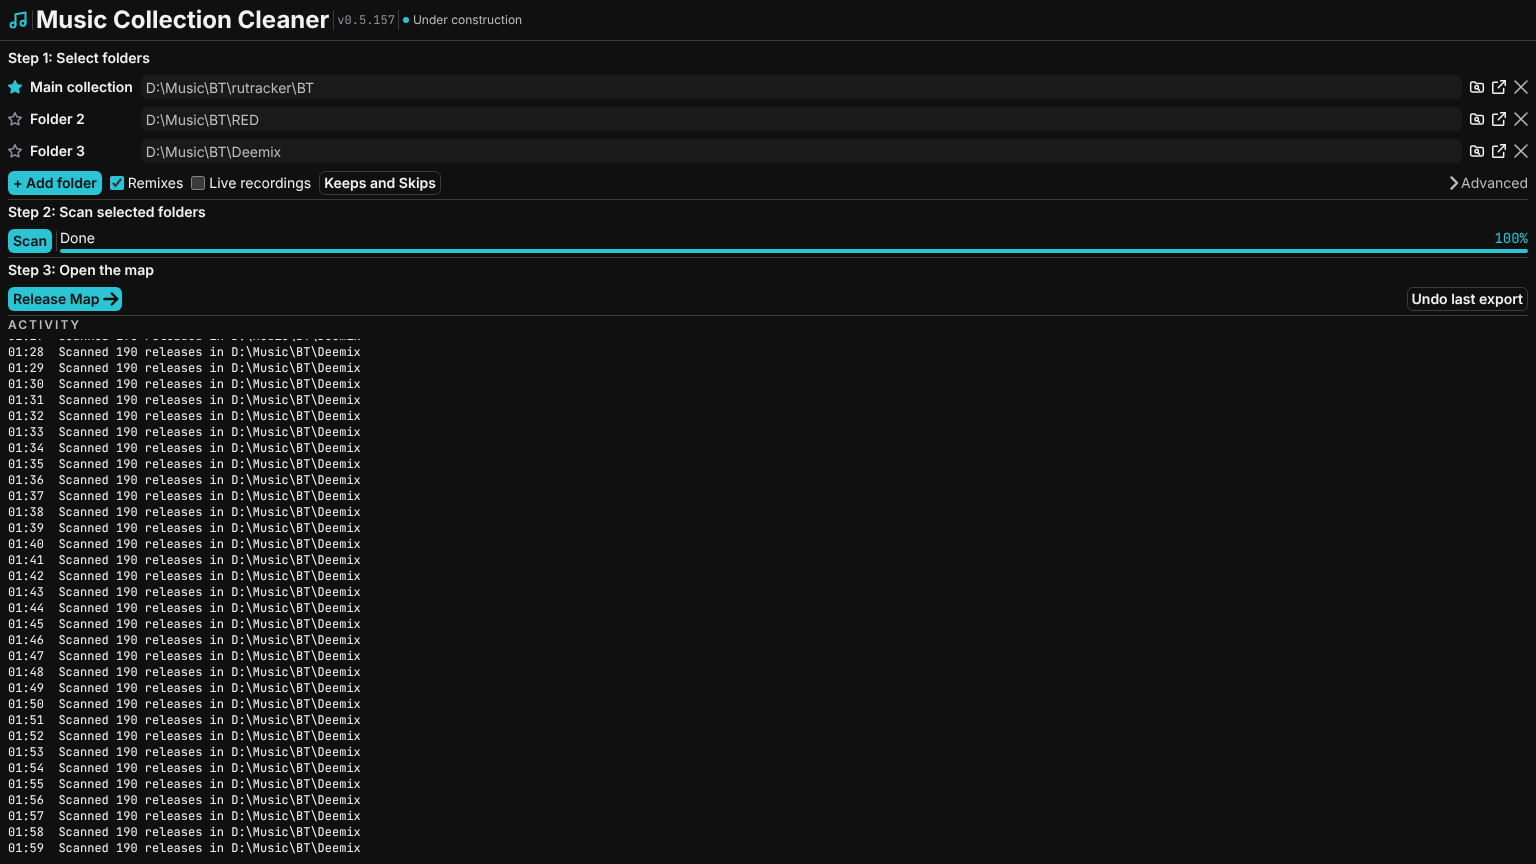 Music Collection Cleaner v0.5.157 Under construction
Step 1: Select folders
Main collection D:\Music\BT\rutracker\BT
Folder 2 D:\Music\BT\RED
Folder 3 D:\Music\BT\Deemix
+ Add folder Remixes Live recordings Keeps and Skips Advanced
Step 2: Scan selected folders
Scan Done 100%
Step 3: Open the map
Release Map Undo last export
ACTIVITY
01:28 Scanned 190 releases in D:\Music\BT\Deemix
01:29 Scanned 190 releases in D:\Music\BT\Deemix
01:30 Scanned 190 releases in D:\Music\BT\Deemix
01:31 Scanned 190 releases in D:\Music\BT\Deemix
01:32 Scanned 190 releases in D:\Music\BT\Deemix
01:33 Scanned 190 releases in D:\Music\BT\Deemix
01:34 Scanned 190 releases in D:\Music\BT\Deemix
01:35 Scanned 190 releases in D:\Music\BT\Deemix
01:36 Scanned 190 releases in D:\Music\BT\Deemix
01:37 Scanned 190 releases in D:\Music\BT\Deemix
01:38 Scanned 190 releases in D:\Music\BT\Deemix
01:39 Scanned 190 releases in D:\Music\BT\Deemix
01:40 Scanned 190 releases in D:\Music\BT\Deemix
01:41 Scanned 190 releases in D:\Music\BT\Deemix
01:42 Scanned 190 releases in D:\Music\BT\Deemix
01:43 Scanned 190 releases in D:\Music\BT\Deemix
01:44 Scanned 190 releases in D:\Music\BT\Deemix
01:45 Scanned 190 releases in D:\Music\BT\Deemix
01:46 Scanned 190 releases in D:\Music\BT\Deemix
01:47 Scanned 190 releases in D:\Music\BT\Deemix
01:48 Scanned 190 releases in D:\Music\BT\Deemix
01:49 Scanned 190 releases in D:\Music\BT\Deemix
01:50 Scanned 190 releases in D:\Music\BT\Deemix
01:51 Scanned 190 releases in D:\Music\BT\Deemix
01:52 Scanned 190 releases in D:\Music\BT\Deemix
01:53 Scanned 190 releases in D:\Music\BT\Deemix
01:54 Scanned 190 releases in D:\Music\BT\Deemix
01:55 Scanned 190 releases in D:\Music\BT\Deemix
01:56 Scanned 190 releases in D:\Music\BT\Deemix
01:57 Scanned 190 releases in D:\Music\BT\Deemix
01:58 Scanned 190 releases in D:\Music\BT\Deemix
01:59 Scanned 190 releases in D:\Music\BT\Deemix